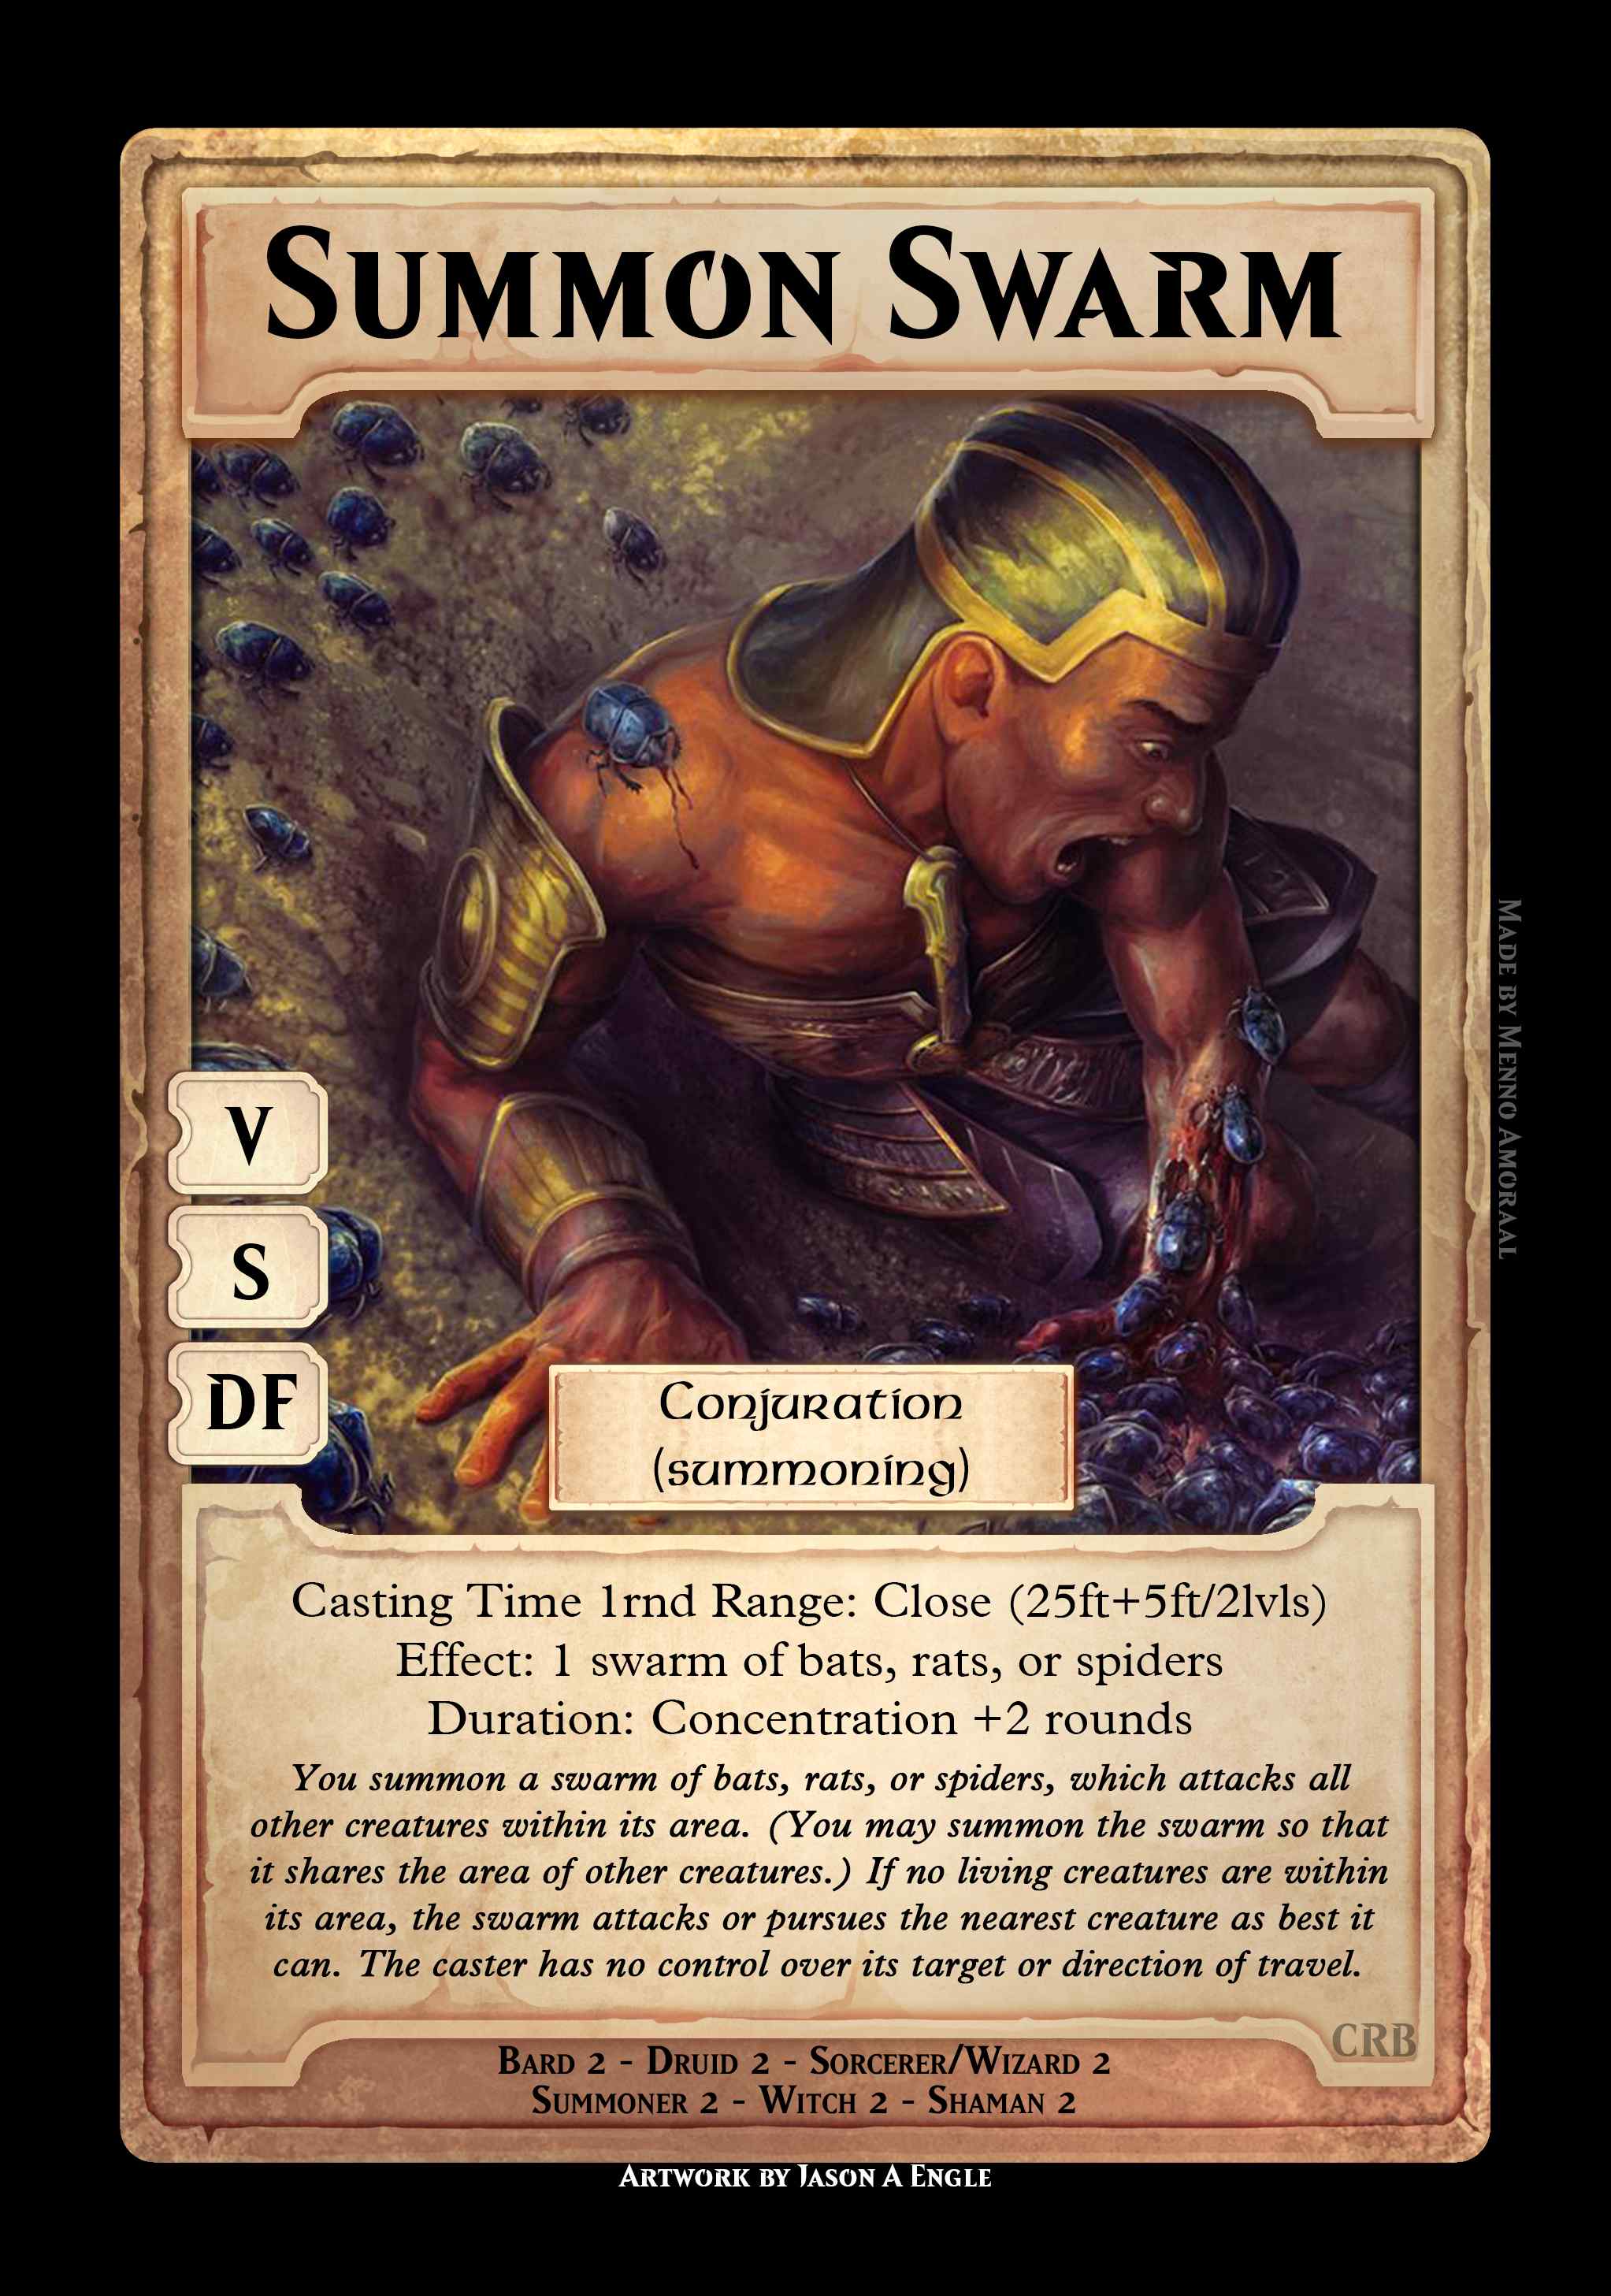 Summon Swarm
V
S
DF
Conjuration
(summoning)
Casting Time 1rnd Range: Close (25ft+5ft/2lvls)
Effect: 1 swarm of bats, rats, or spiders
Duration: Concentration +2 rounds
You summon a swarm of bats, rats, or spiders, which attacks all
other creatures within its area. (You may summon the swarm so that
it shares the area of other creatures.) If no living creatures are within
its area, the swarm attacks or pursues the nearest creature as best it
can. The caster has no control over its target or direction of travel.
CRB
Bard 2 - Druid 2 - Sorcerer/Wizard 2
Summoner 2 - Witch 2 - Shaman 2
Artwork by Jason A Engle
Made by Menno Amoraal